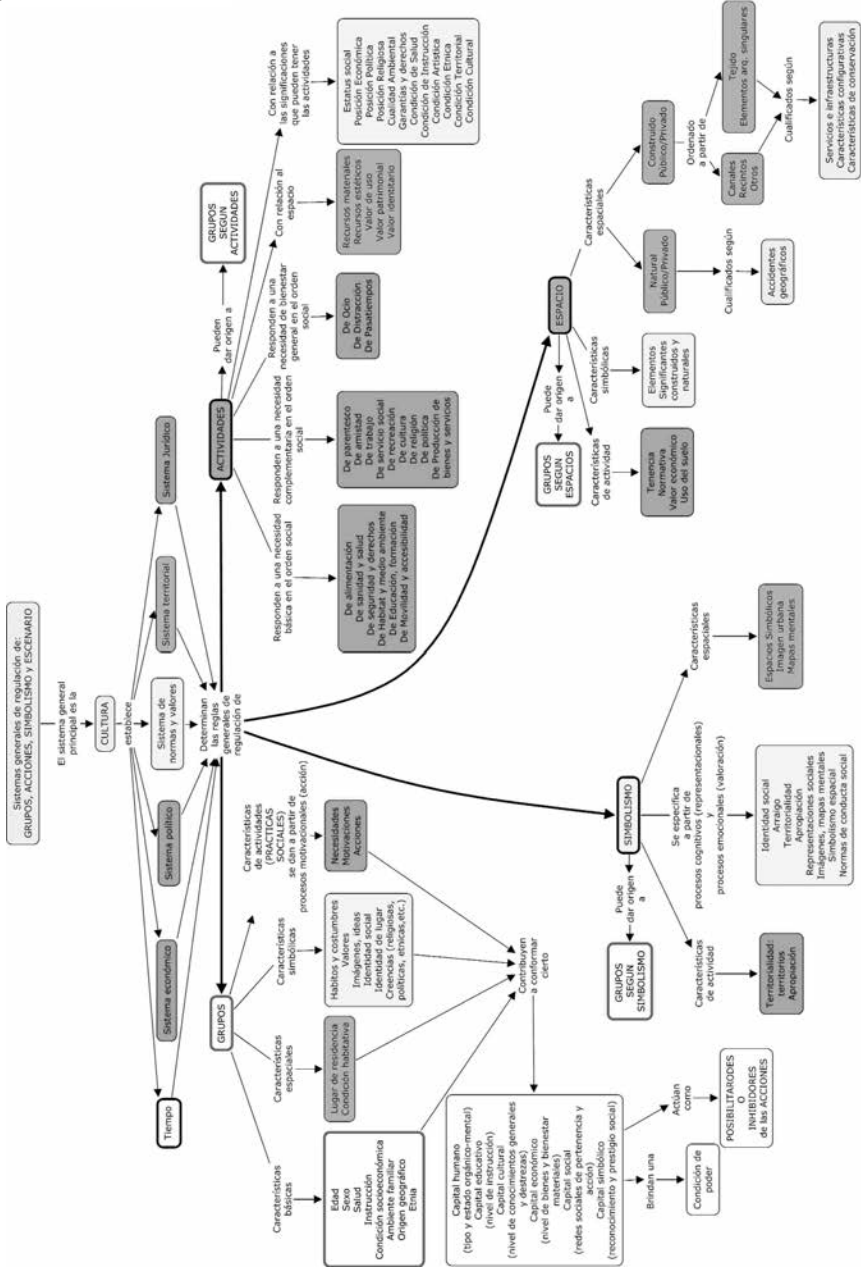 Sistemas generales de regulación de:
GRUPOS, ACCIONES, SIMBOLISMO y ESCENARIO
El sistema general
principal es la
CULTURA
establece
Tiempo
Sistema económico
Sistema político
Sistema de
normas y valores
Sistema territorial
Sistema Jurídico
Determinan
las reglas
generales de
regulación de
GRUPOS
Características
básicas
Edad
Sexo
Salud
Instrucción
Condición socioeconómica
Ambiente familiar
Origen geográfico
Etnia
Características
espaciales
Lugar de residencia
Condición habitativa
Características
simbólicas
Habitos y costumbres
Valores
Imágenes, ideas
Identidad social
Identidad de lugar
Creencias (religiosas,
políticas, etnicas,etc.)
Características
de actividades
(PRACTICAS
SOCIALES)
se dan a partir de
procesos motivacionales (acción)
Necesidades
Motivaciones
Acciones
Contribuyen
a conformar
cierto
Capital humano
(tipo y estado orgánico-mental)
Capital educativo
(nivel de instrucción)
Capital cultural
(nivel de conocimientos generales
y destrezas)
Capital económico
(nivel de bienes y bienestar
materiales)
Capital social
(redes sociales de pertenencia y
acción)
Capital simbólico
(reconocimiento y prestigio social)
Brindan una
Condición de
poder
Actúan
como
POSIBILITARODES
O
INHIBIDORES
de las ACCIONES
ACTIVIDADES
Pueden
dar origen a
GRUPOS
SEGUN
ACTIVIDADES
Responden a una necesidad
básica en el orden social
De alimentación
De sanidad y salud
De seguridad y derechos
De Habitat y medio ambiente
De Educación, formación
De Movilidad y accesibilidad
Responden a una necesidad
complementaria en el orden
social
De parentesco
De amistad
De trabajo
De servicio social
De recreación
De cultura
De religión
De política
De Producción de
bienes y servicios
Responden a una
necesidad de bienestar
general en el orden
social
De Ocio
De Distracción
De Pasatiempos
Con relación al
espacio
Recursos materiales
Recursos estéticos
Valor de uso
Valor patrimonial
Valor identitario
Con relación a
las significaciones
que pueden tener
las actividades
Estatus social
Posición Económica
Posición Política
Posición Religiosa
Cualidad Ambiental
Garantías y derechos
Condición de Salud
Condición de Instrucción
Condición Artística
Condición Etnica
Condición Territorial
Condición Cultural
SIMBOLISMO
Puede
dar origen
a
GRUPOS
SEGUN
SIMBOLISMO
Características
de actividad
Territorialidad:
territorios
Apropiación
Se especifica
a partir de
procesos cognitivos (representacionales)
y
procesos emocionales (valoración)
Identidad social
Arraigo
Territorialidad
Apropiación
Representaciones sociales
Imágenes, mapas mentales
Simbolismo espacial
Normas de conducta social
Características
espaciales
Espacios Simbólicos
Imagen urbana
Mapas mentales
ESPACIO
Puede
dar origen
a
GRUPOS
SEGUN
ESPACIOS
Características
de actividad
Tenencia
Normativa
Valor económico
Uso del suelo
Características
simbólicas
Elementos
Significantes
construidos y
naturales
Características
espaciales
Natural
Público/Privado
Cualificados según
Accidentes
geográficos
Construido
Público/Privado
Ordenado
a partir de
Canales
Recintos
Otros
Tejido
Elementos arq. singulares
Cualificados según
Servicios e infraestructuras
Características configurativas
Características de conservación